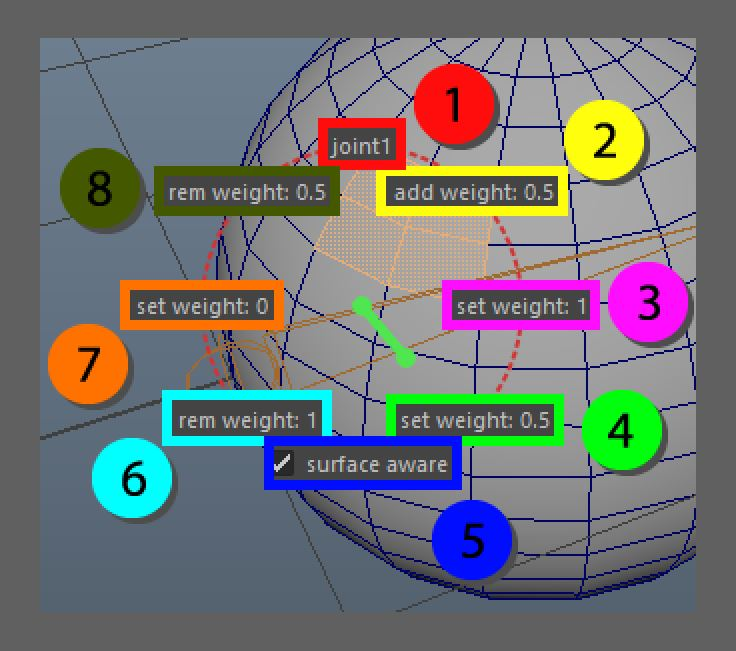 1
joint1
2
8
rem weight: 0.5
add weight: 0.5
set weight: 0
set weight: 1
3
7
rem weight: 1
set weight: 0.5
4
surface aware
6
5